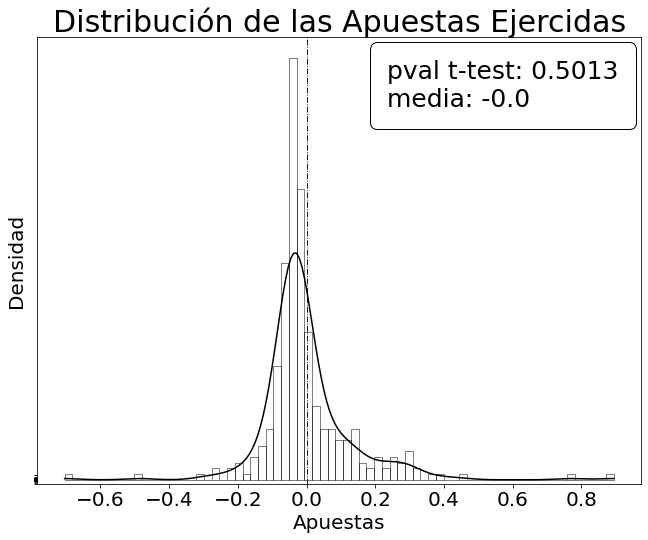 Distribución de las Apuestas Ejercidas
pval t-test: 0.5013
media: -0.0
Densidad
−0.6 −0.4 −0.2 0.0 0.2 0.4 0.6 0.8
Apuestas